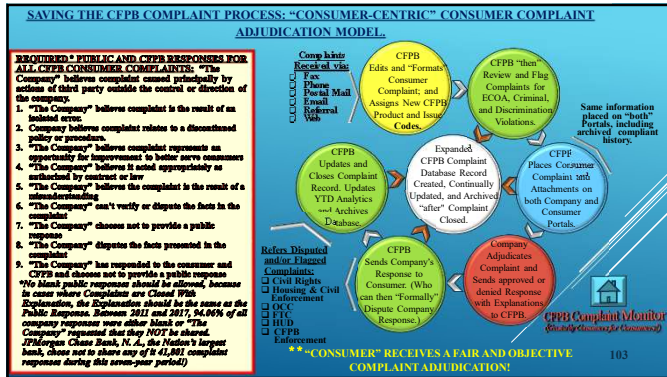 SAVING THE CFPB COMPLAINT PROCESS: "CONSUMER-CENTRIC" CONSUMER COMPLAINT
ADJUDICATION MODEL.
REQUIRED* PUBLIC AND CFPB RESPONSES FOR
ALL CFPB CONSUMER COMPLAINTS: "The
Company" believes complaint caused principally by
actions of third party outside the control or direction of
the company.
1. "The Company" believes complaint is the result of an
isolated error.
2. Company believes complaint relates to a discontinued
policy or procedure.
3. "The Company" believes complaint represents an
opportunity for improvement to better serve consumers
4. "The Company" believes it acted appropriately as
authorized by contract or law
5. "The Company" believes the complaint is the result of a
misunderstanding
6. "The Company" can't verify or dispute the facts in the
complaint
7. "The Company" chooses not to provide a public
response
8. "The Company" disputes the facts presented in the
complaint
9. "The Company" has responded to the consumer and
CFPB and chooses not to provide a public response
*No blank public responses should be allowed, because
in cases where Complaints are Closed With
Explanation, the Explanation should be the same as the
Public Response. Between 2011 and 2017, 94.06% of all
company responses were either blank or "The
Company" requested that they NOT be shared.
JPMorgan Chase Bank, N. A., the Nation's largest
bank, chose not to share any of it 41,801 complaint
responses during this seven-year period!)
Complaints
Received via:
Fax
Phone
Postal Mail
Email
Referral
Web
CFPB
Edits and "Formats"
Consumer
Complaint; and
Assigns New CFPB
Product and Issue
Codes.
CFPB "then"
Review and Flag
Complaints for
ECOA, Criminal,
and Discrimination
Violations.
Same information
placed on "both"
Portals, including
archived compliant
history.
CFPB
Places Consumer
Complaint and
Attachments on
both Company and
Consumer
Portals.
Expanded
CFPB Complaint
Database Record
Created, Continually
Updated, and Archived
"after" Complaint
Closed.
CFPB
Updates and
Closes Complaint
Record. Updates
YTD Analytics
and Archives
Database.
Company
Adjudicates
Complaint and
Sends approved or
denied Response
with Explanations
to CFPB.
CFPB
Sends Company's
Response to
Consumer. (Who
can then "Formally"
Dispute Company
Response.)
Refers Disputed
and/or Flagged
Complaints:
Civil Rights
Housing & Civil
Enforcement
OCC
FTC
HUD
CFPB
Enforcement
CFPB Complaint Monitor
**"CONSUMER" RECEIVES A FAIR AND OBJECTIVE
COMPLAINT ADJUDICATION!
103